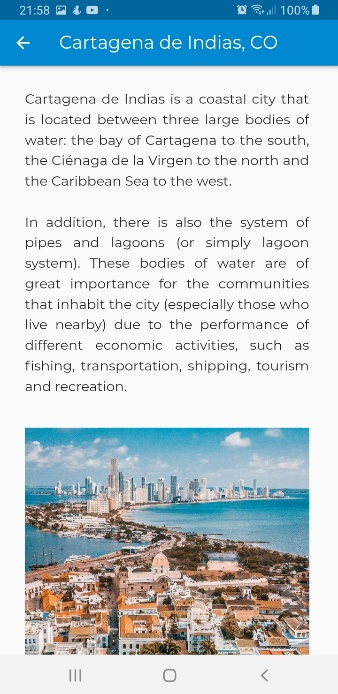 21:58
100%
Cartagena de Indias, CO
Cartagena de Indias is a coastal city that
is located between three large bodies of
water: the bay of Cartagena to the south,
the Ciénaga de la Virgen to the north and
the Caribbean Sea to the west.
In addition, there is also the system of
pipes and lagoons (or simply lagoon
system). These bodies of water are of
great importance for the communities
that inhabit the city (especially those who
live nearby) due to the performance of
different economic activities, such as
fishing, transportation, shipping, tourism
and recreation.